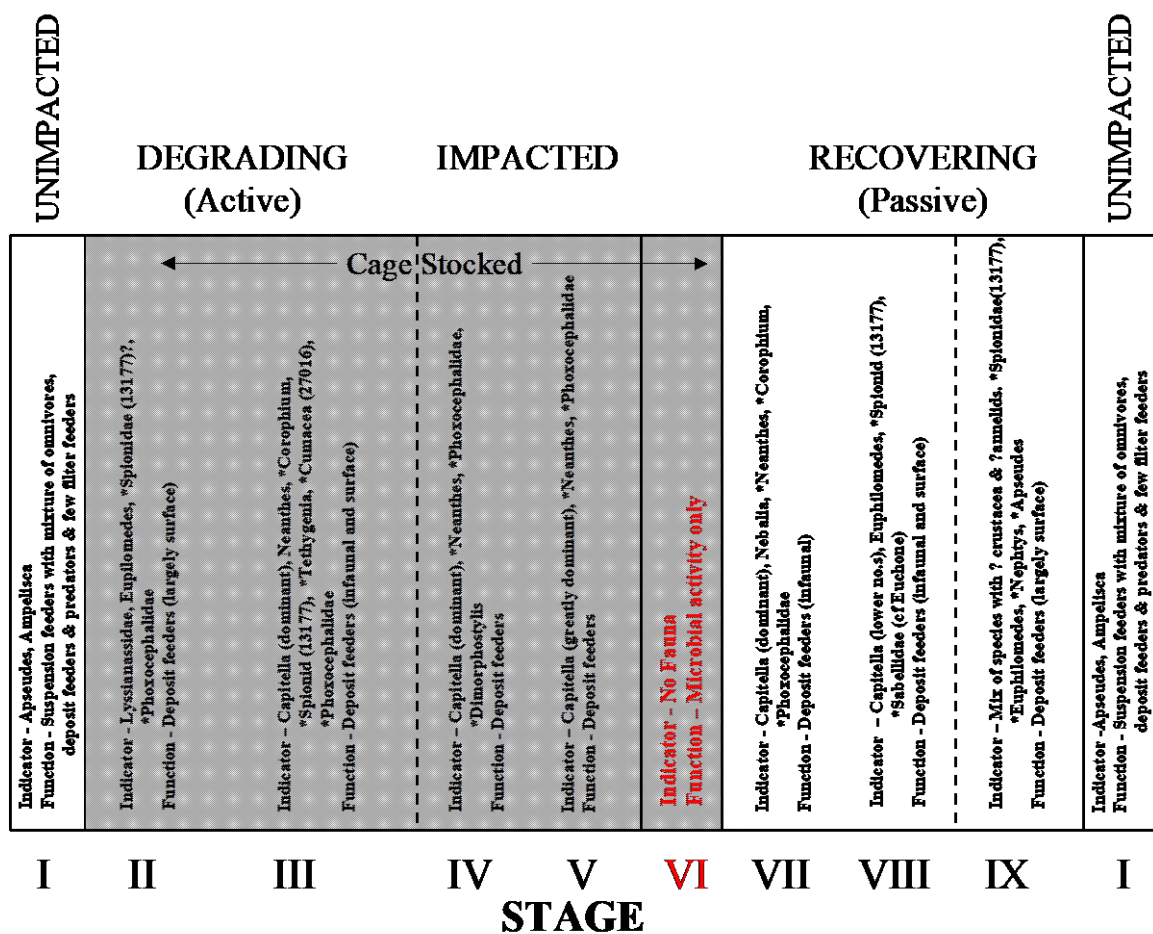 UNIMPACTED
DEGRADING
(Active)
IMPACTED
RECOVERING
(Passive)
UNIMPACTED
Cage Stocked
Indicator - Apseudes, Ampelisca
Function - Suspension feeders with mixture of omnivores,
deposit feeders & predators & few filter feeders
Indicator - Lyssianassidae, Eupilomedes, *Spionidae (13177)?,
*Phoxocephalidae
Function - Deposit feeders (largely surface)
Indicator - Capitella (dominant), Neanthes, *Corophium,
*Spionid (13177), *Tethygenia, *Cumacea (27016),
*Phoxocephalidae
Function - Deposit feeders (infaunal and surface)
Indicator - Capitella (dominant), *Neanthes, *Phoxocephalidae,
*Dimorphostylis
Function - Deposit feeders
Indicator - Capitella (greatly dominant), *Neanthes, *Phoxocephalidae
Function - Deposit feeders
Indicator - No Fauna
Function – Microbial activity only
Indicator - Capitella (dominant), Nebalia, *Neanthes, *Corophium,
*Phoxocephalidae
Function - Deposit feeders (infaunal)
Indicator – Capitella (lower no.s), Euphilomedes, *Spionid (13177),
*Sabellidae (cf Euchone)
Function - Deposit feeders (infaunal and surface)
Indicator – Mix of species with ? crustacea & ?annelids. *Spionidae(13177),
*Euphilomedes, *Nephtys, *Apseudes
Function - Deposit feeders (largely surface)
Indicator -Apseudes, Ampelisca
Function - Suspension feeders with mixture of omnivores,
deposit feeders & predators & few filter feeders
I II III IV V VI VII VIII IX I
STAGE